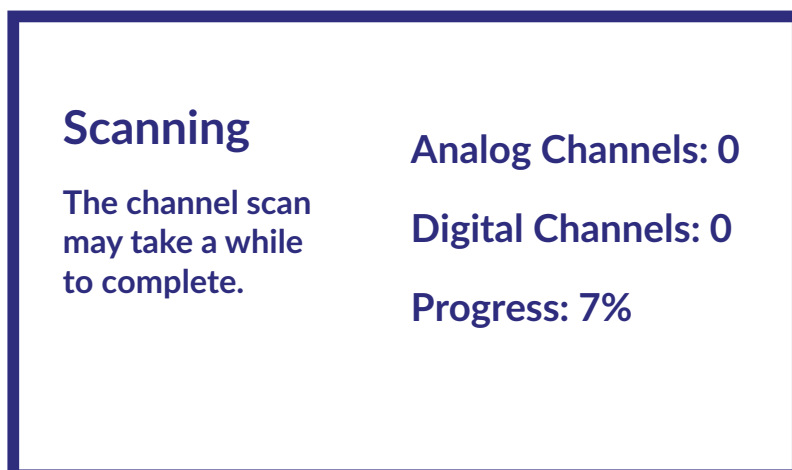 Scanning
The channel scan
may take a while
to complete.
Analog Channels: 0
Digital Channels: 0
Progress: 7%